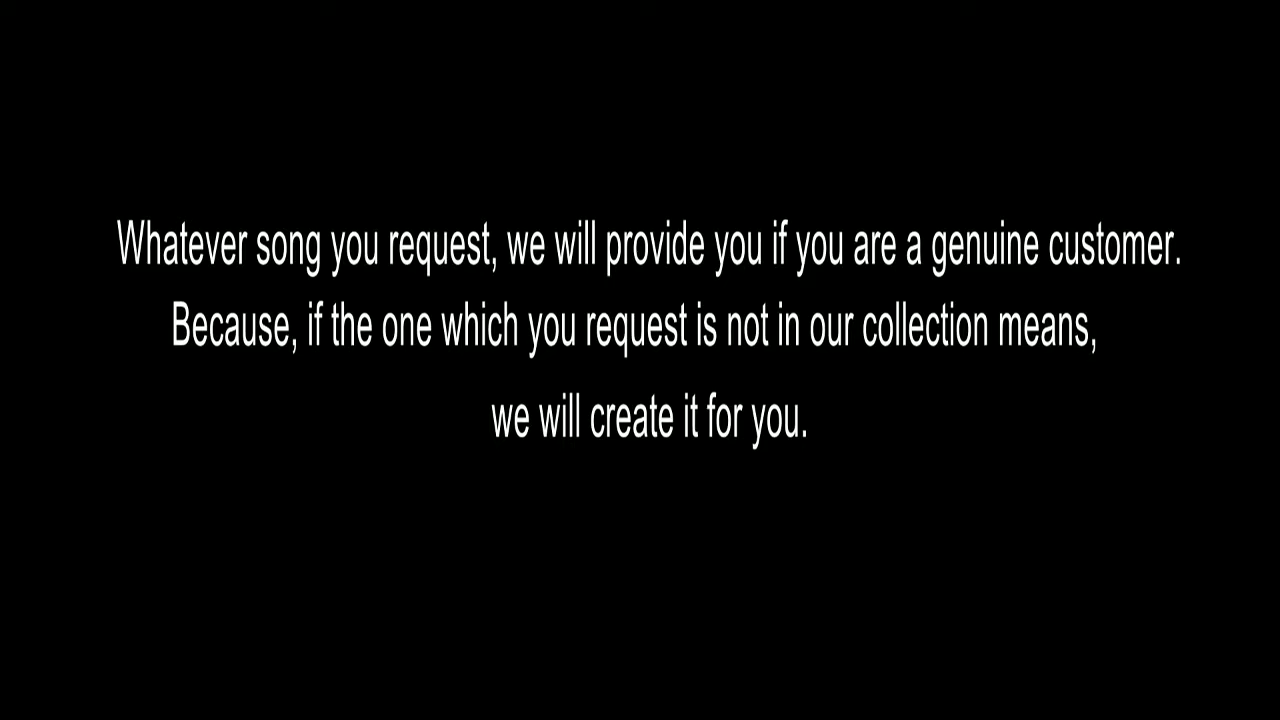 Whatever song you request, we will provide you if you are a genuine customer.
Because, if the one which you request is not in our collection means,
we will create it for you.